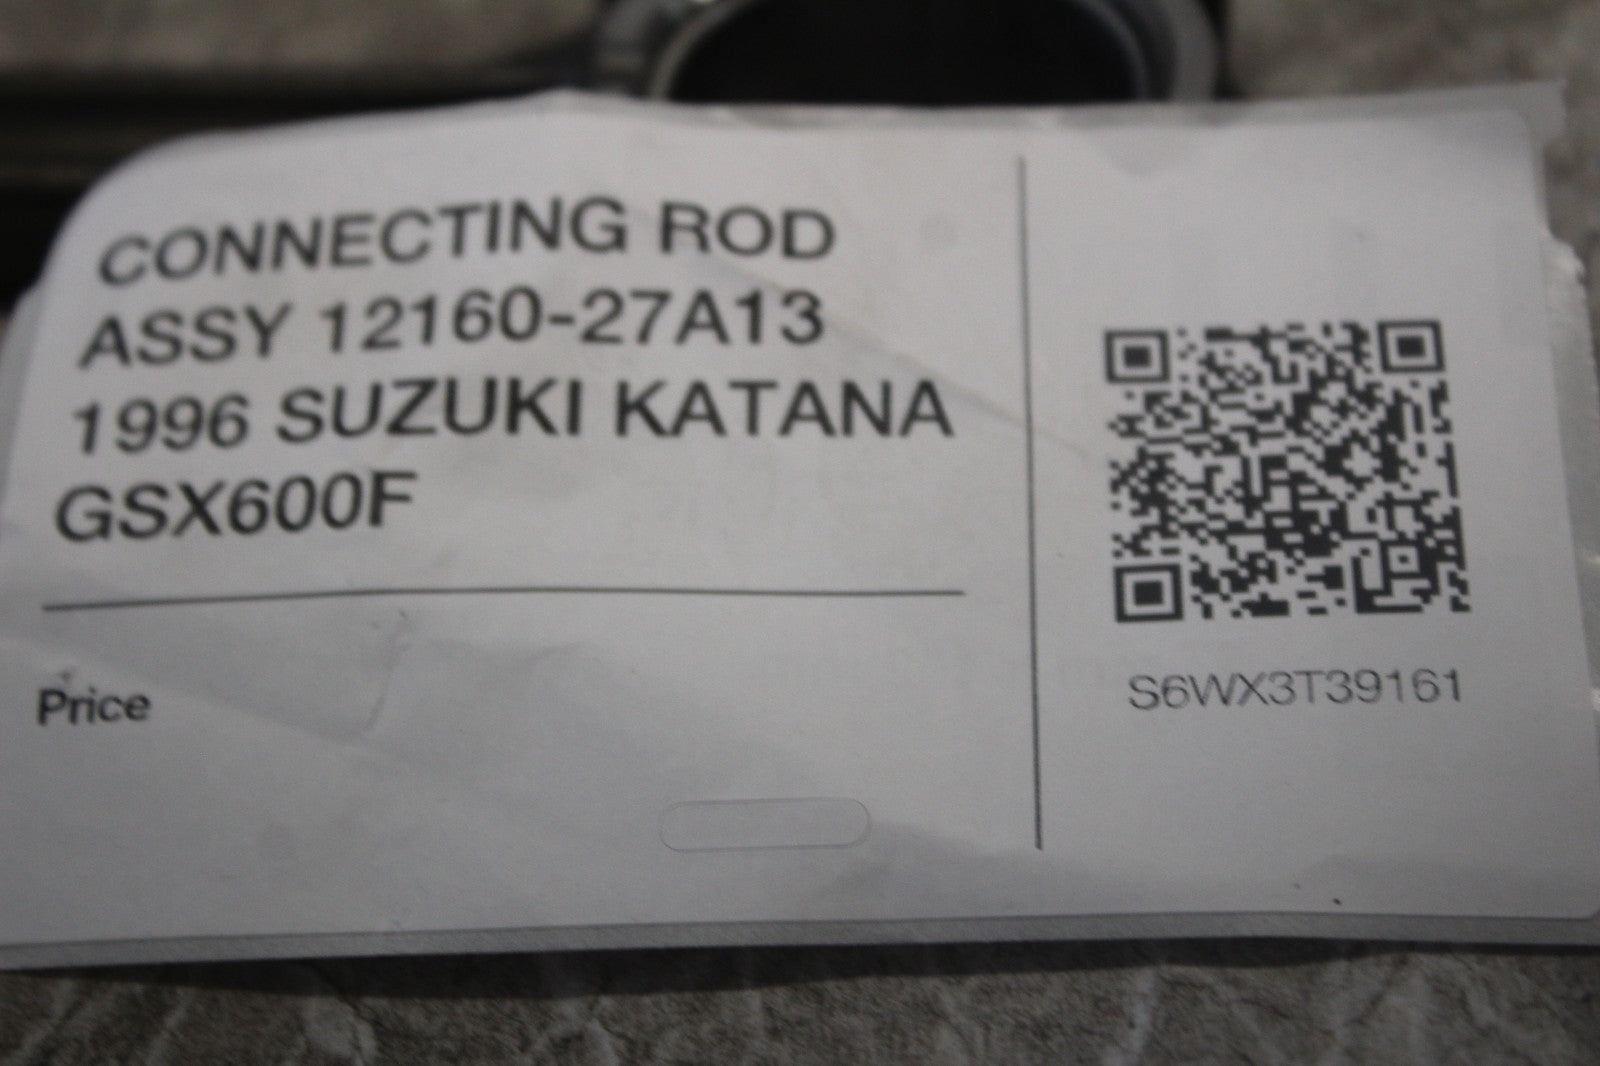 CONNECTING ROD
ASSY 12160-27A13
1996 SUZUKI KATANA
GSX600F
Price
S6WX3T39161